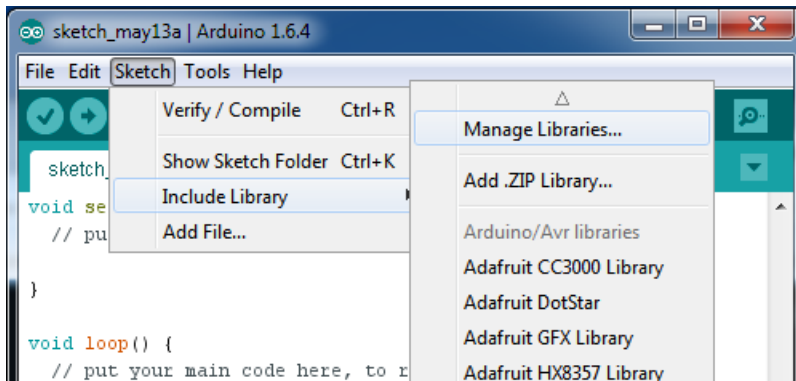 sketch_may13a | Arduino 1.6.4
File Edit Sketch Tools Help
Verify / Compile Ctrl+R
Show Sketch Folder Ctrl+K
Include Library
Add File...
Manage Libraries...
Add .ZIP Library...
Arduino/Avr libraries
Adafruit CC3000 Library
Adafruit DotStar
Adafruit GFX Library
Adafruit HX8357 Library
sketch_
void se
// pu
}
void loop() {
// put your main code here, to r